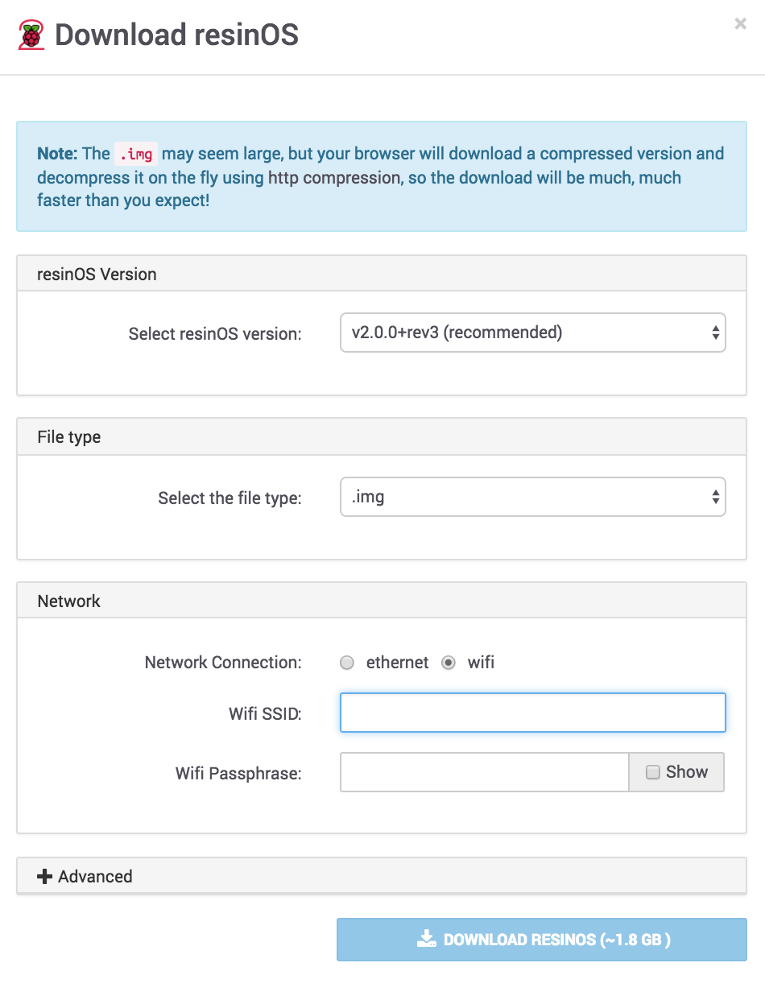 Download resinOS
×
Note: The .img may seem large, but your browser will download a compressed version and
decompress it on the fly using http compression, so the download will be much, much
faster than you expect!
resinOS Version
Select resinOS version:
v2.0.0+rev3 (recommended)
File type
Select the file type:
.img
Network
Network Connection:
ethernet
wifi
Wifi SSID:
Wifi Passphrase:
Show
Advanced
DOWNLOAD RESINOS (~1.8 GB )